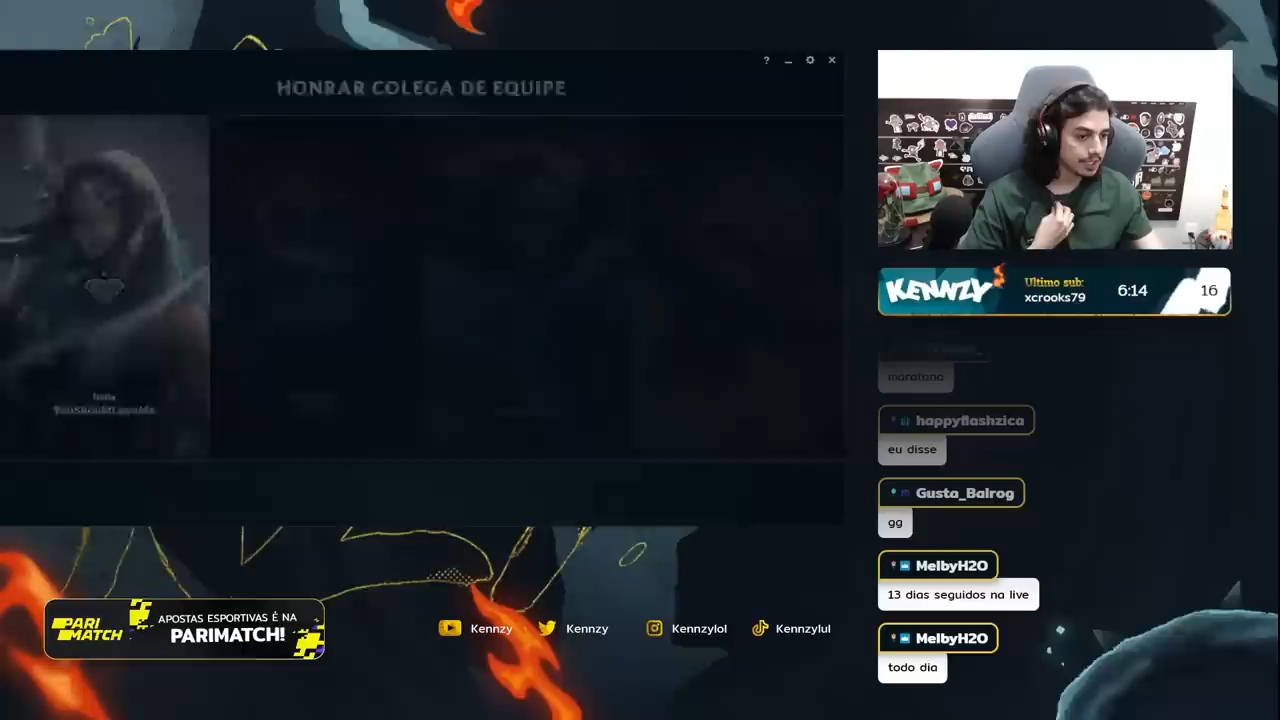 ?
HONRAR COLEGA DE EQUIPE
KENNZY
Ultimo sub:
xcrooks79
6:14
16
maratona
happyflashzica
eu disse
Gusta_Balrog
gg
MelbyH2O
13 dias seguidos na live
MelbyH2O
todo dia
PARI MATCH
APOSTAS ESPORTIVAS É NA
PARIMATCH!
Kennzy
Kennzy
Kennzylol
Kennzylul